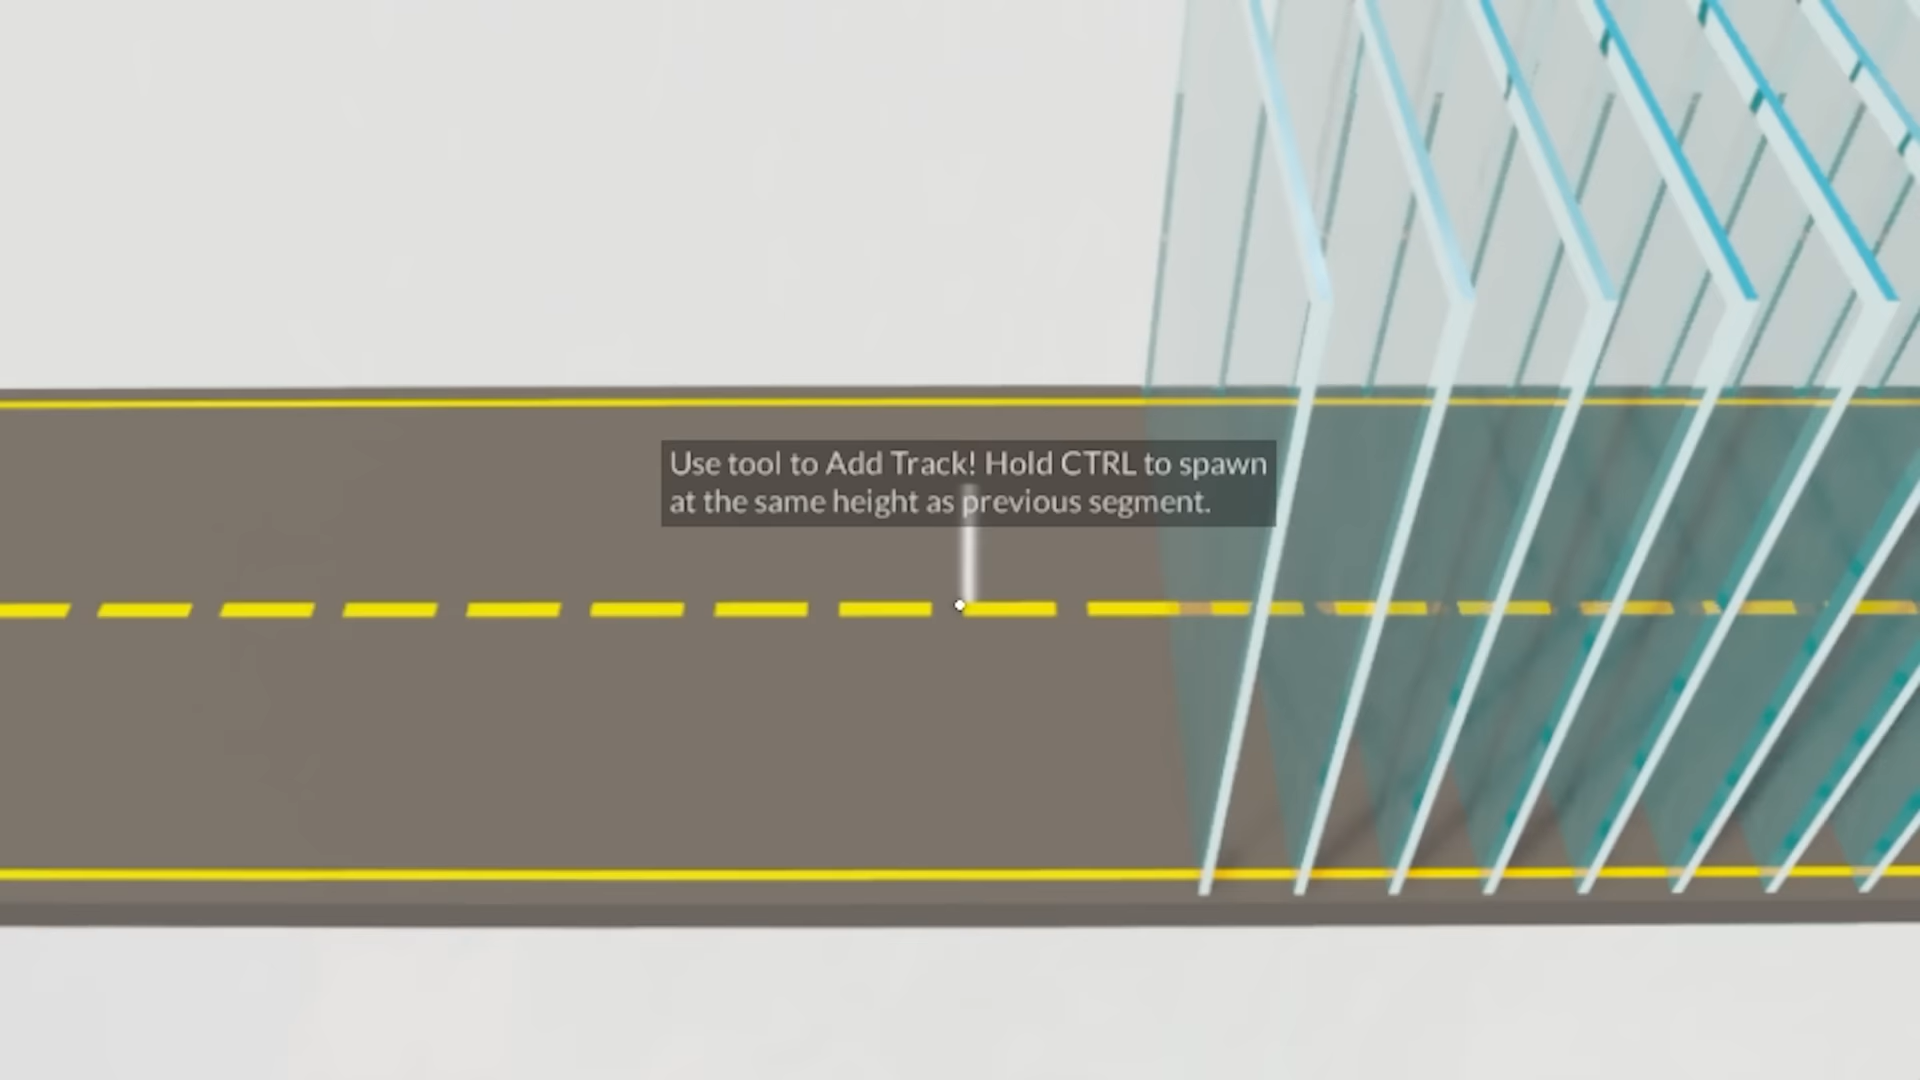 Use tool to Add Track! Hold CTRL to spawn
at the same height as previous segment.